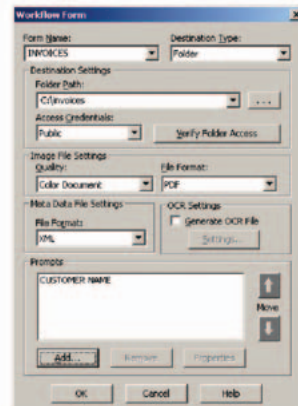 Workflow Form
Form Name: Destination Type:
INVOICES Folder
Destination Settings
Folder Path:
C:\Invoices ...
Access Credentials:
Public Verify Folder Access
Image File Settings
Quality: File Format:
Color Document PDF
Meta Data File Settings OCR Settings
File Format: Generate OCR File
XML Settings...
Prompts:
CUSTOMER NAME
Move
Add... Remove Properties
OK Cancel Help